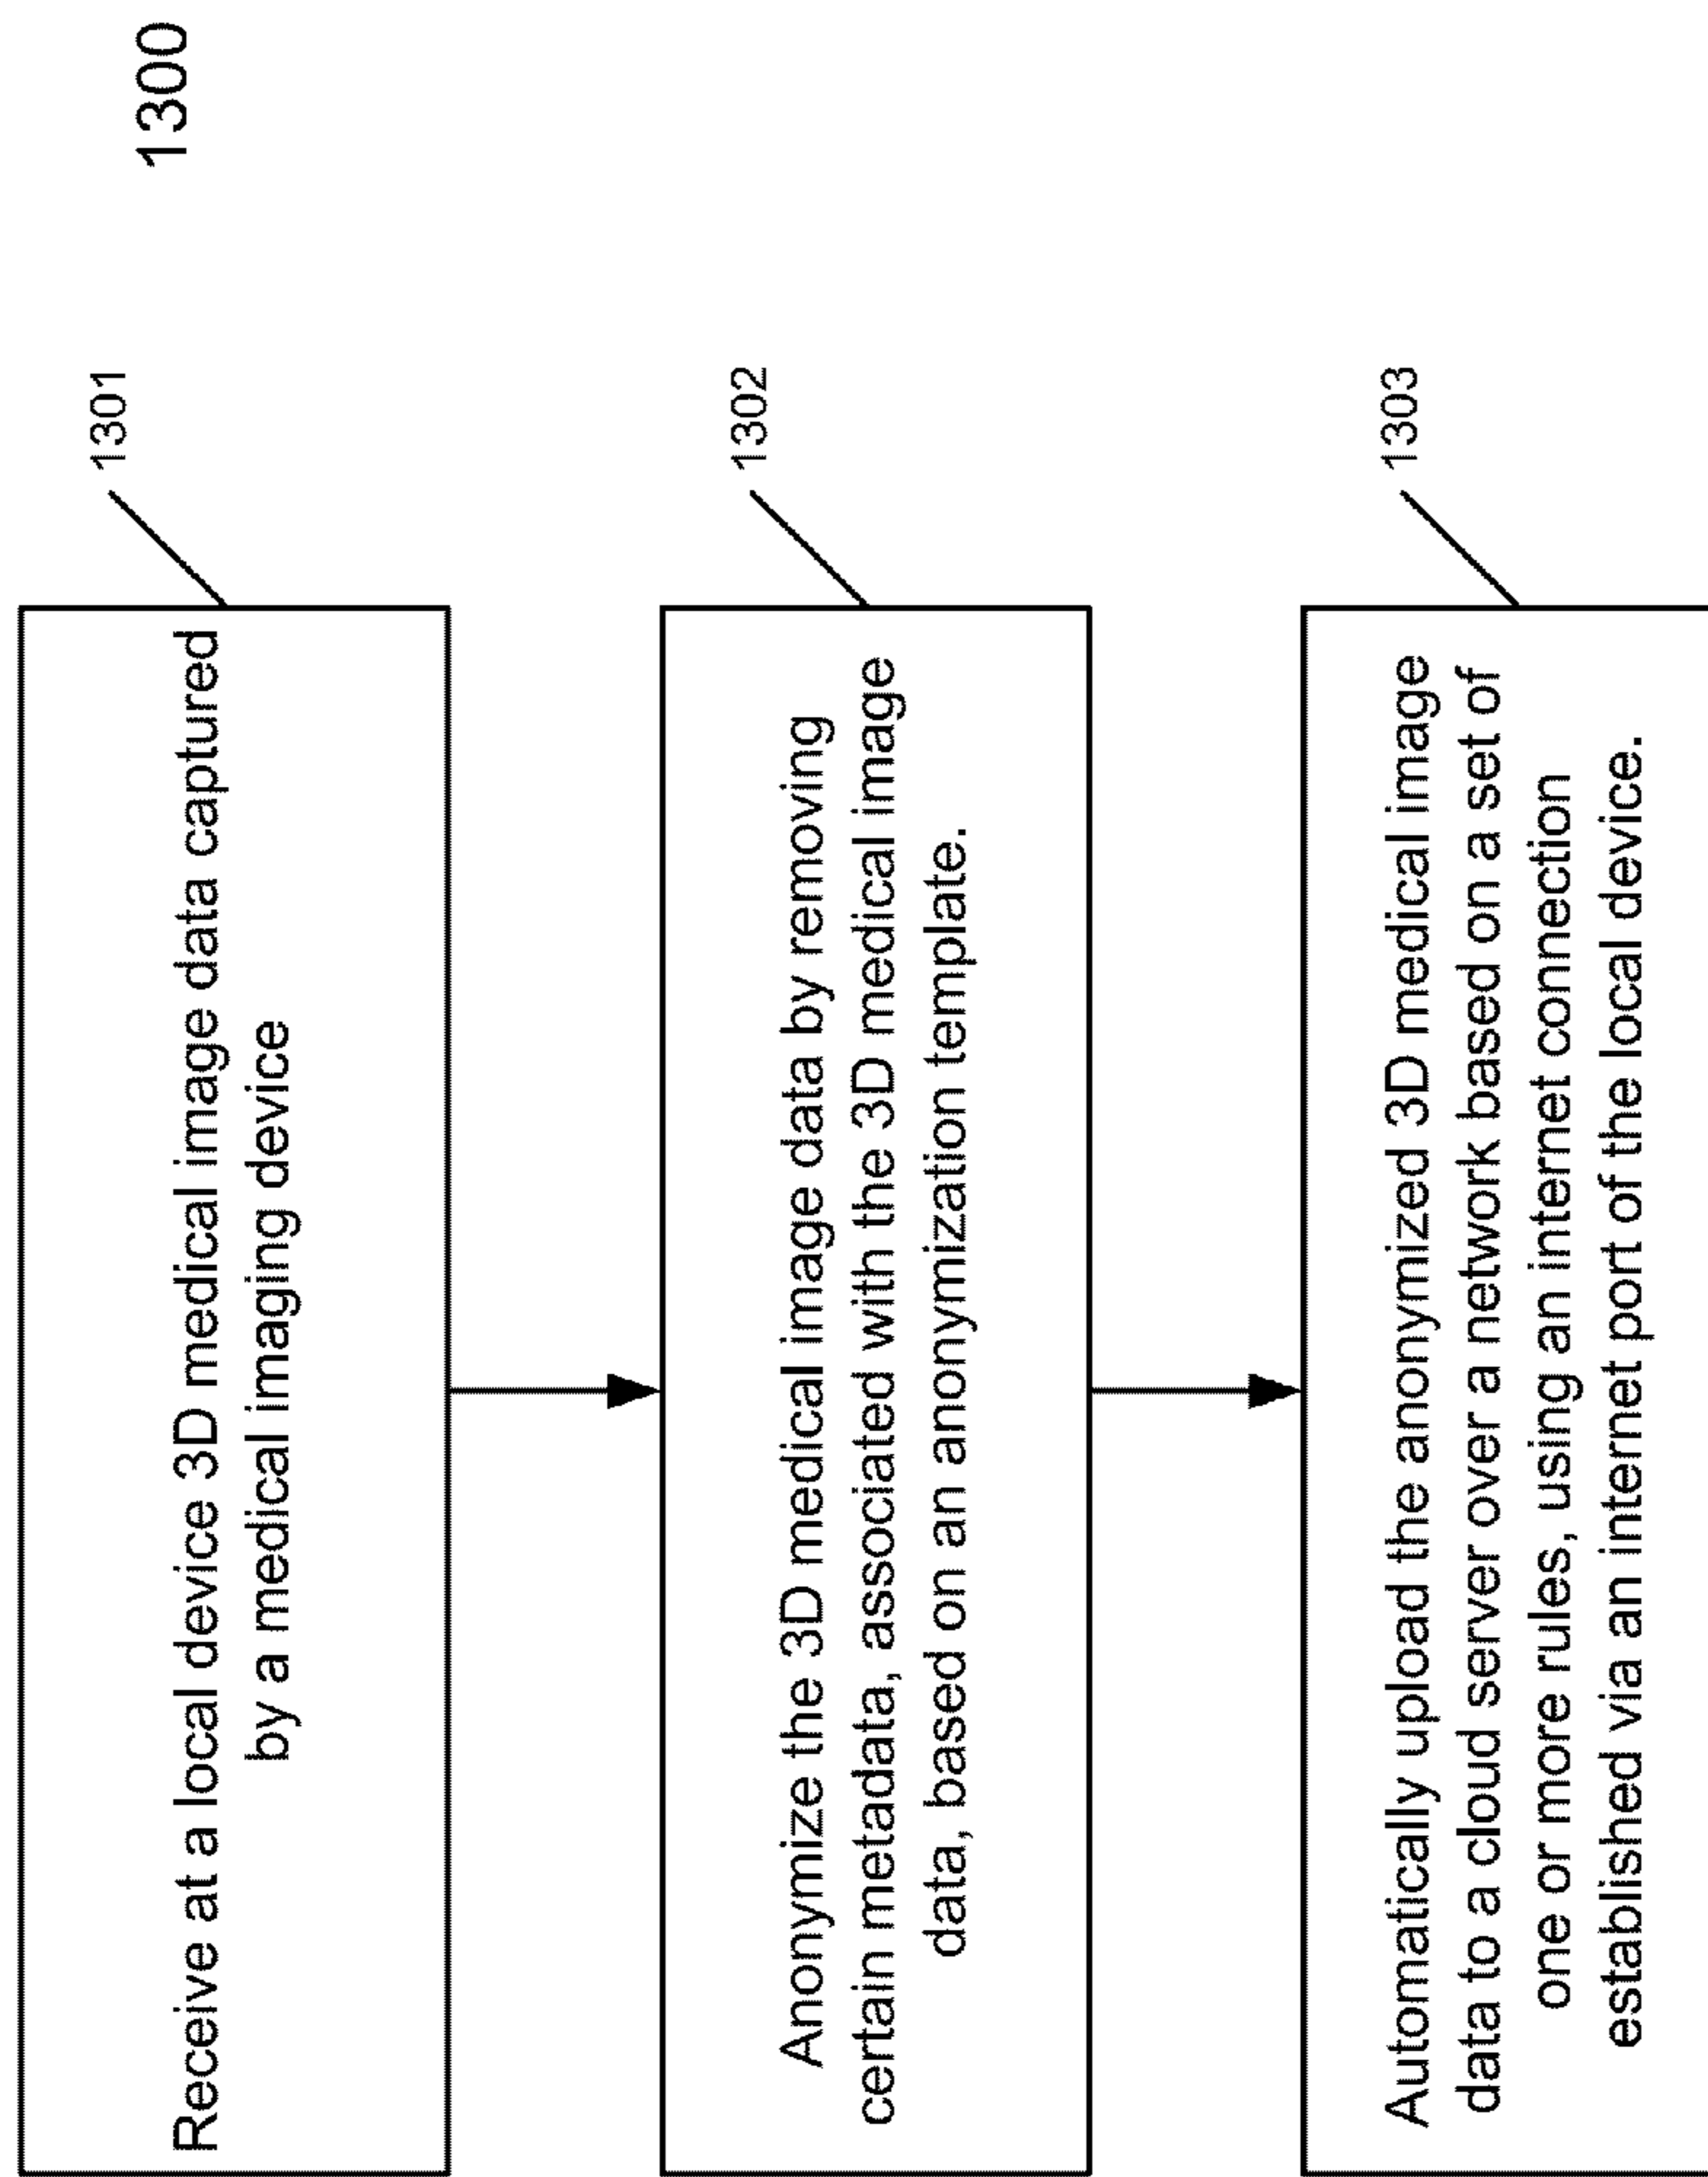 1300
1301
Receive at a local device 3D medical image data captured
by a medical imaging device
1302
Anonymize the 3D medical image data by removing
certain metadata, associated with the 3D medical image
data, based on an anonymization template.
1303
Automatically upload the anonymized 3D medical image
data to a cloud server over a network based on a set of
one or more rules, using an internet connection
established via an internet port of the local device.